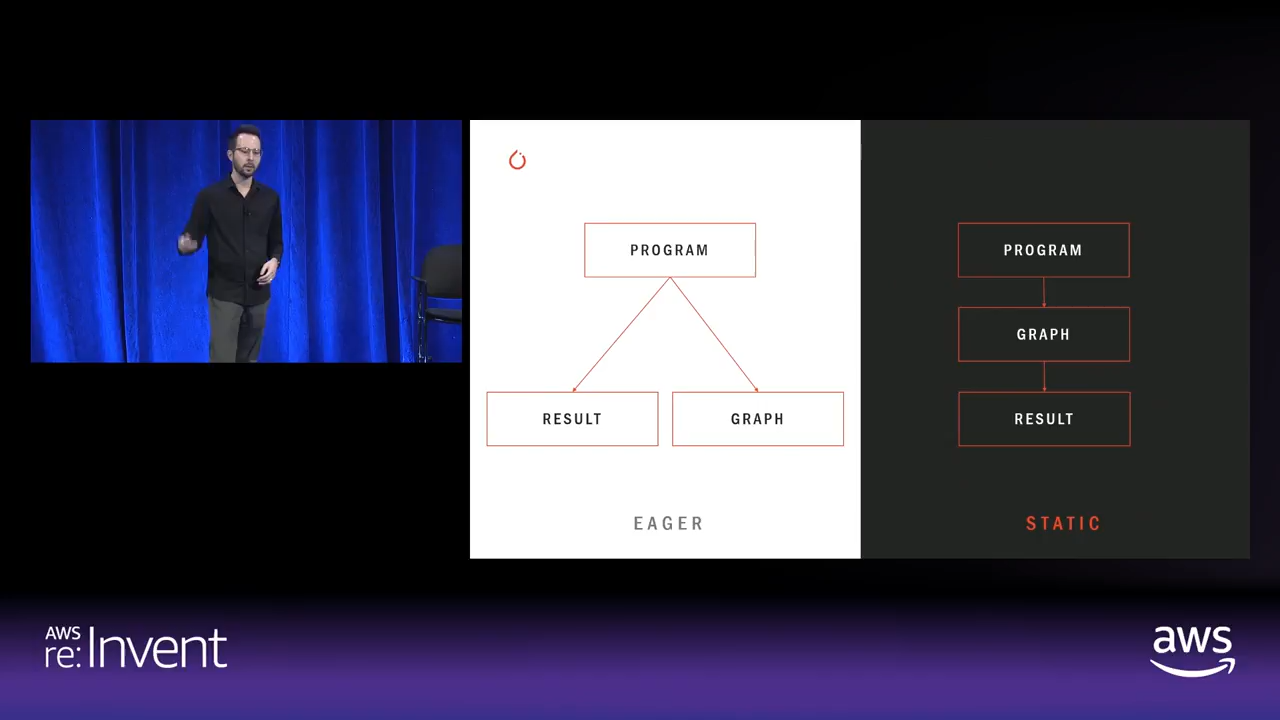 PROGRAM
RESULT
GRAPH
EAGER
PROGRAM
GRAPH
RESULT
STATIC
AWS
re:Invent
aws